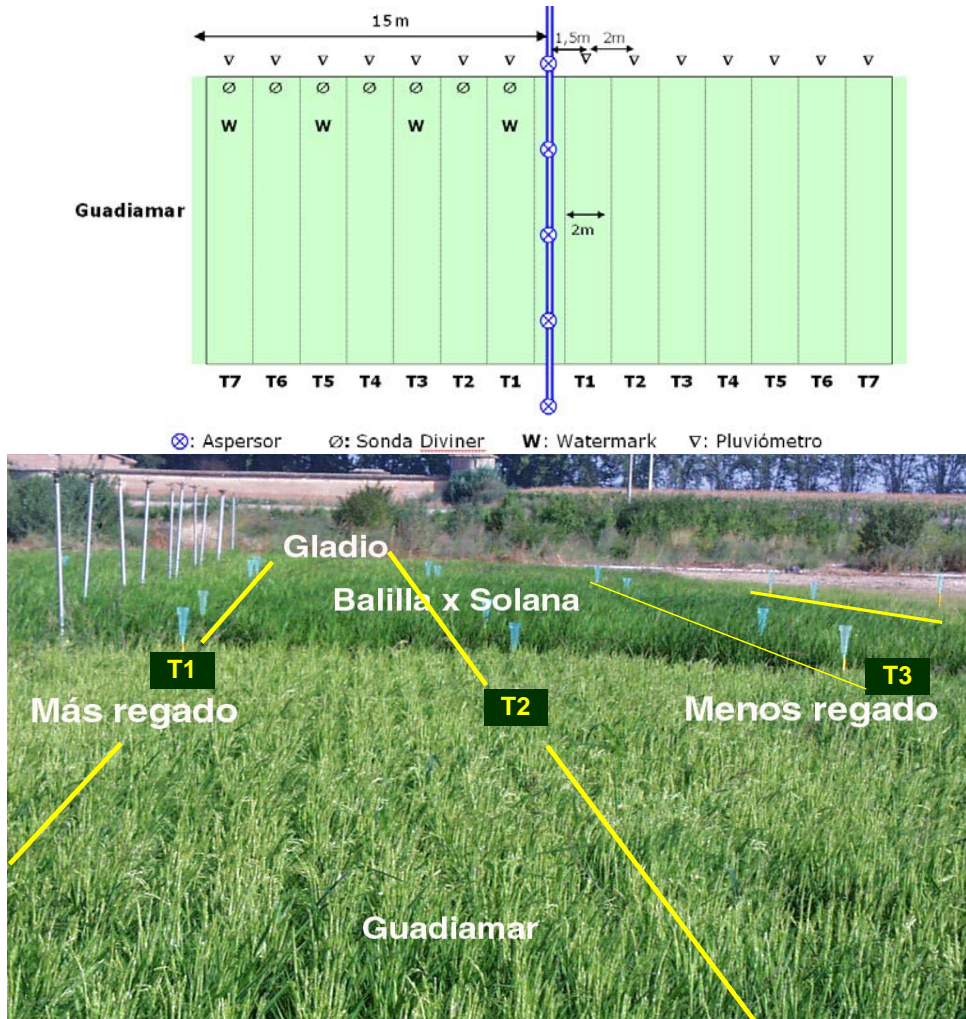 15 m
1,5m 2m
∇ ∇ ∇ ∇ ∇ ∇ ∇ ∇ ∇ ∇ ∇ ∇ ∇ ∇
∅ ∅ ∅ ∅ ∅ ∅ ∅
W W W W
Guadiamar
2m
T7 T6 T5 T4 T3 T2 T1 T1 T2 T3 T4 T5 T6 T7
⊗: Aspersor ∅: Sonda Diviner W: Watermark ∇: Pluviómetro
Gladio
Balilla x Solana
T1
T3
Más regado
T2
Menos regado
Guadiamar